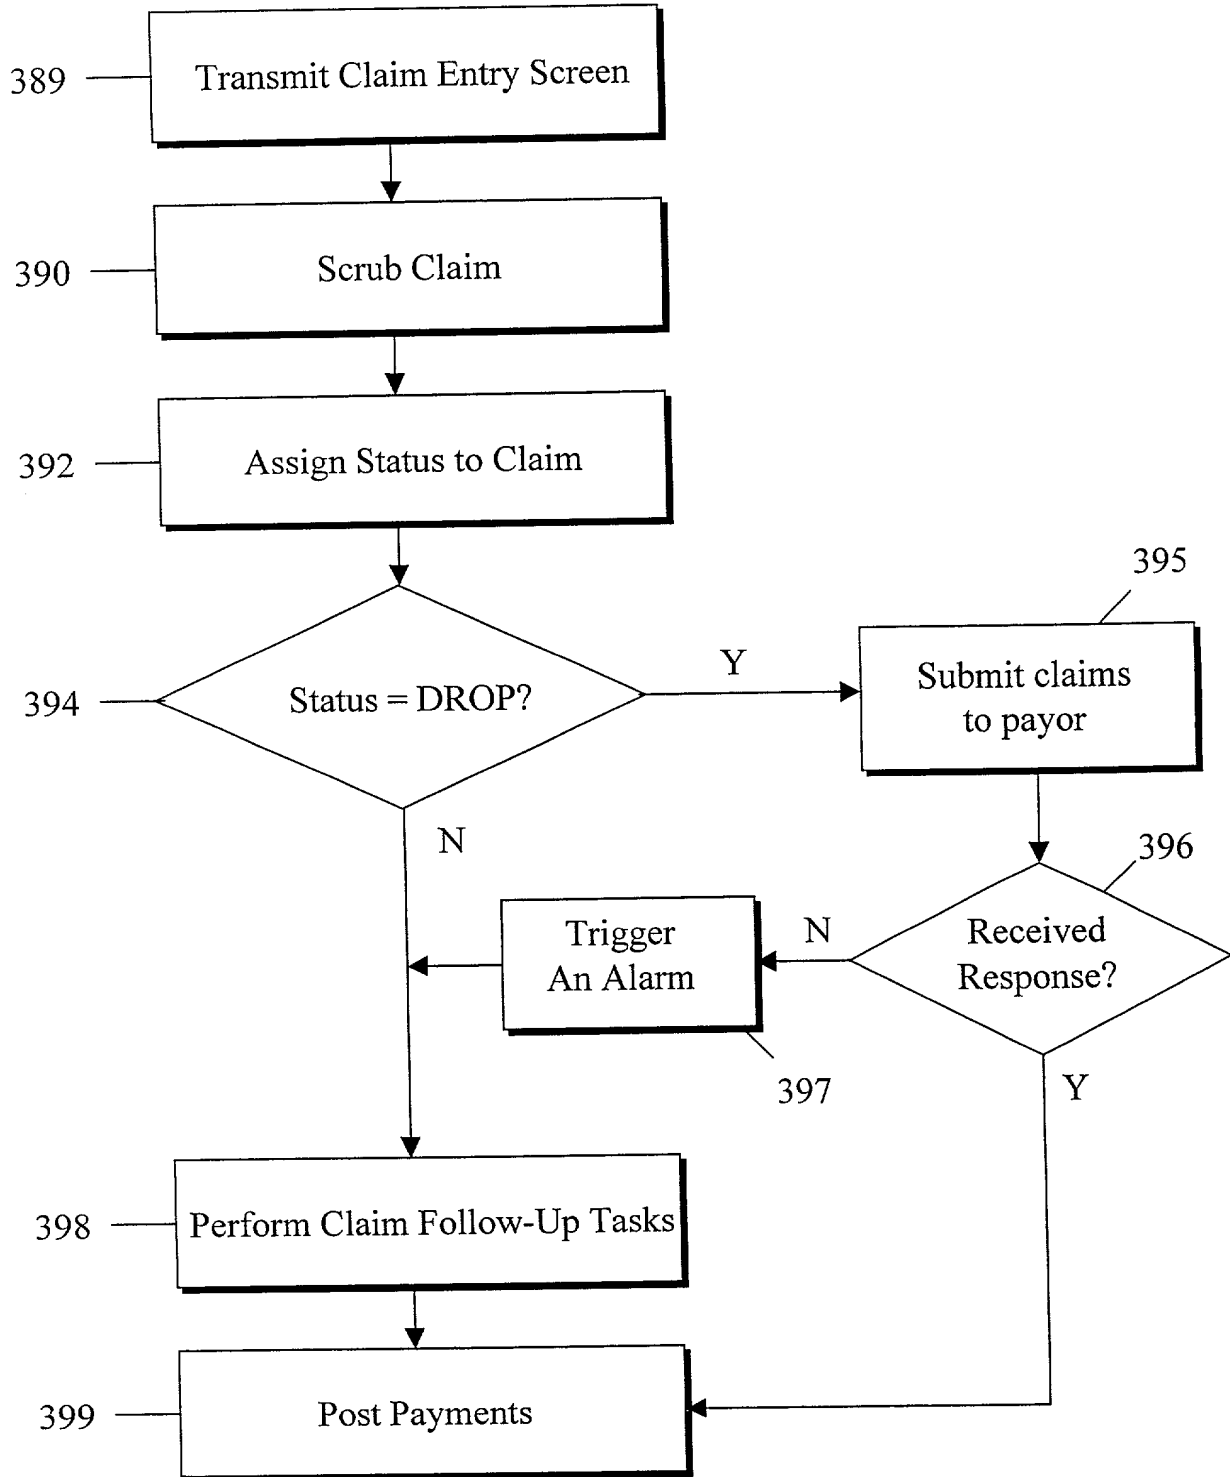 389
Transmit Claim Entry Screen
390
Scrub Claim
392
Assign Status to Claim
394
Status = DROP?
Y
395
Submit claims
to payor
N
396
Received
Response?
N
Trigger
An Alarm
397
Y
398
Perform Claim Follow-Up Tasks
399
Post Payments